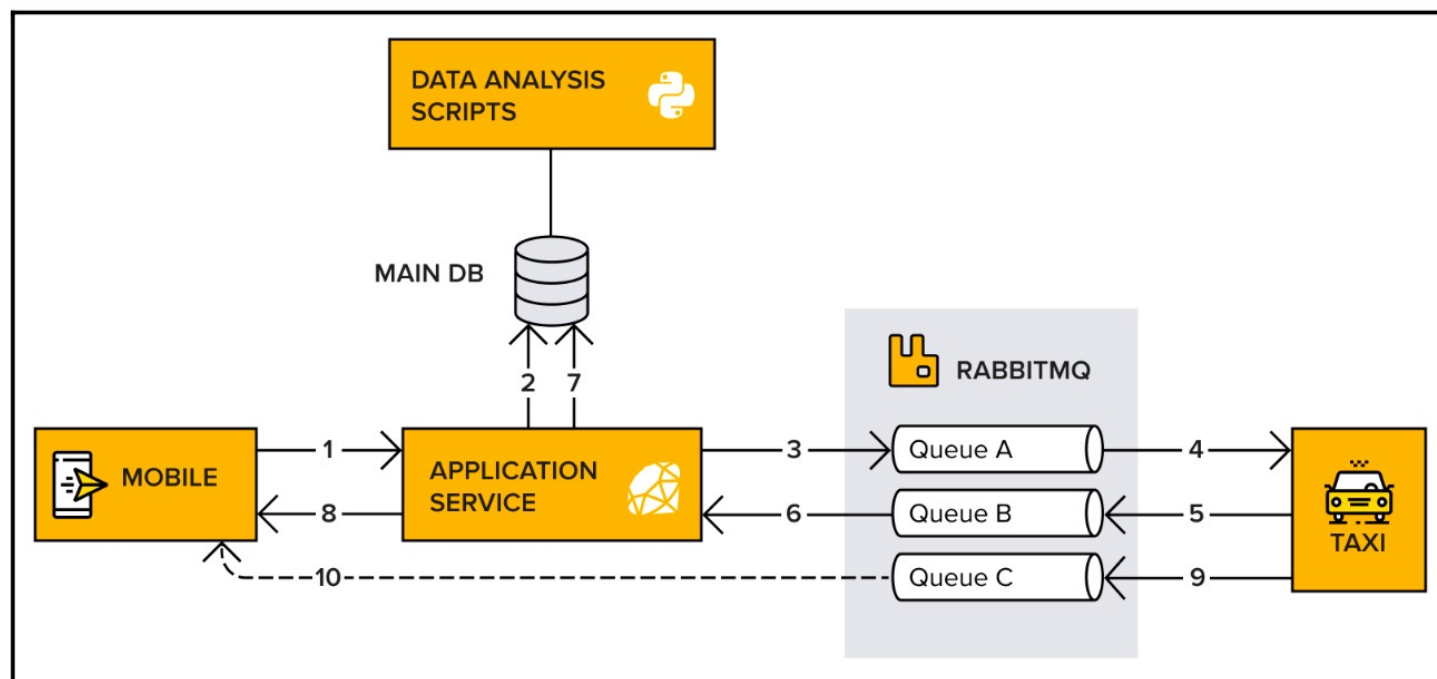 DATA ANALYSIS
SCRIPTS
MAIN DB
2 7
RABBITMQ
MOBILE
1
8
APPLICATION
SERVICE
3
6
Queue A
Queue B
Queue C
4
5
9
TAXI
10